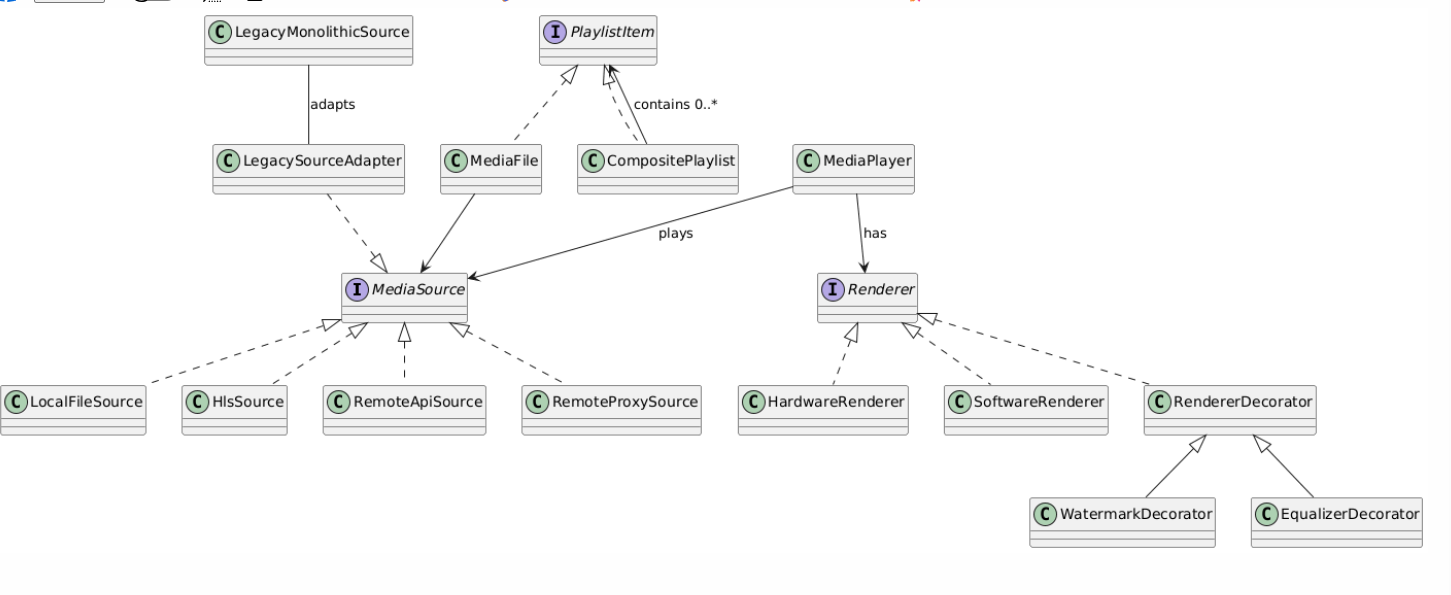 C LegacyMonolithicSource
I PlaylistItem
adapts
contains 0..*
C LegacySourceAdapter
C MediaFile
C CompositePlaylist
C MediaPlayer
plays
has
I MediaSource
I Renderer
C LocalFileSource
C HlsSource
C RemoteApiSource
C RemoteProxySource
C HardwareRenderer
C SoftwareRenderer
C RendererDecorator
C WatermarkDecorator
C EqualizerDecorator